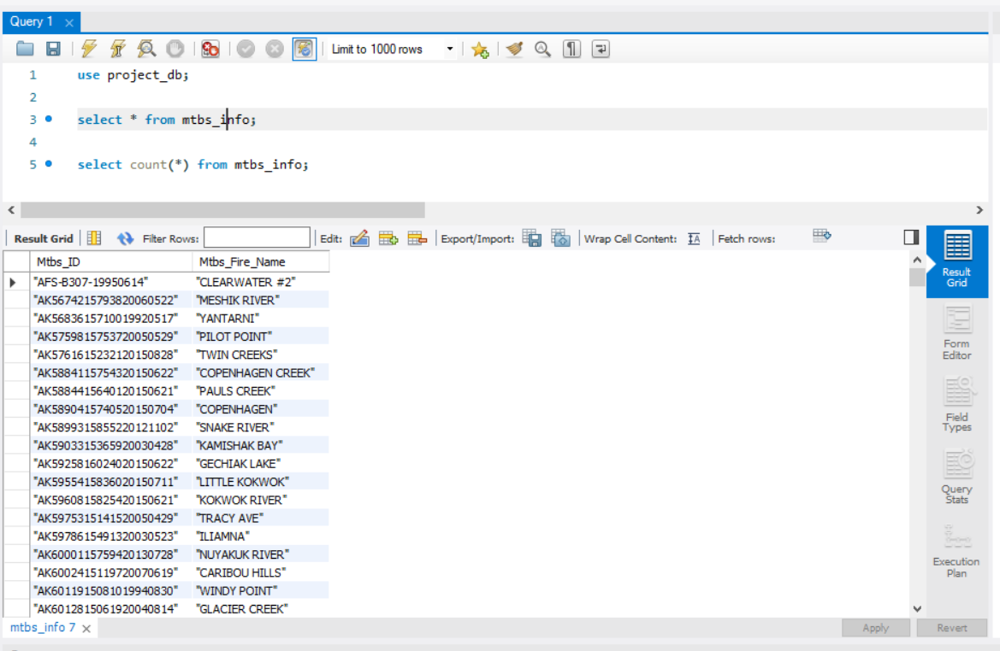 Query 1 ×
Limit to 1000 rows
1 use project_db;
2
3 select * from mtbs_info;
4
5 select count(*) from mtbs_info;
Result Grid Filter Rows: Edit: Export/Import: Wrap Cell Content: Fetch rows:
Mtbs_ID Mtbs_Fire_Name
"AFS-B307-19950614" "CLEARWATER #2"
"AK5674215793820060522" "MESHIK RIVER"
"AK5683615710019920517" "YANTARNI"
"AK5759815753720050529" "PILOT POINT"
"AK5761615232120150828" "TWIN CREEKS"
"AK5884115754320150622" "COPENHAGEN CREEK"
"AK5884415640120150621" "PAULS CREEK"
"AK5890415740520150704" "COPENHAGEN"
"AK5899315855220121102" "SNAKE RIVER"
"AK5903315365920030428" "KAMISHAK BAY"
"AK5925816024020150622" "GECHIAK LAKE"
"AK5955415836020150711" "LITTLE KOKWOK"
"AK5960815825420150621" "KOKWOK RIVER"
"AK5975315141520050429" "TRACY AVE"
"AK5978615491320030523" "ILIAMNA"
"AK6000115759420130728" "NUYAKUK RIVER"
"AK6002415119720070619" "CARIBOU HILLS"
"AK6011915081019940830" "WINDY POINT"
"AK6012815061920040814" "GLACIER CREEK"
Result
Grid
Form
Editor
Field
Types
Query
Stats
Execution
Plan
mtbs_info 7 ×
Apply Revert